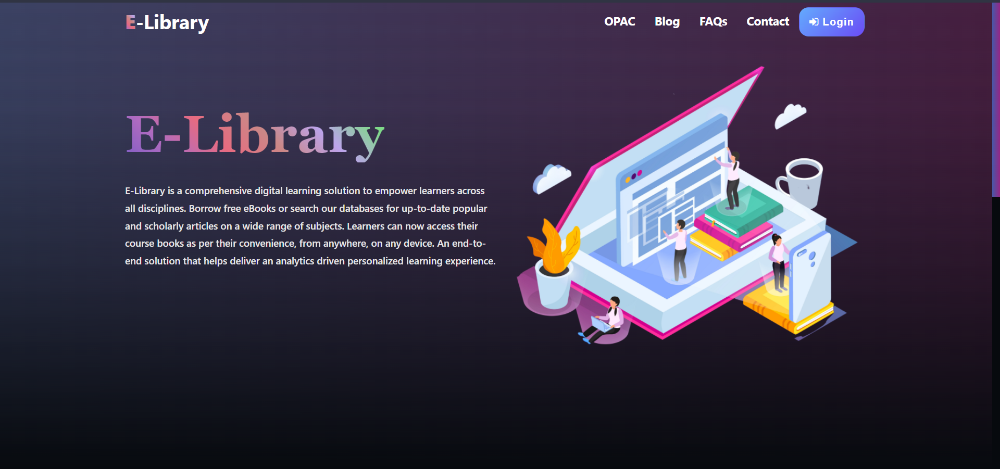 E-Library
OPAC Blog FAQs Contact Login
E-Library
E-Library is a comprehensive digital learning solution to empower learners across
all disciplines. Borrow free eBooks or search our databases for up-to-date popular
and scholarly articles on a wide range of subjects. Learners can now access their
course books as per their convenience, from anywhere, on any device. An end-to-
end solution that helps deliver an analytics driven personalized learning experience.